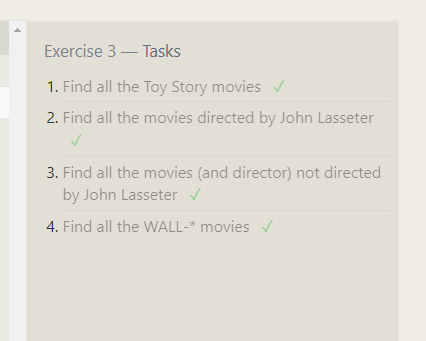 Exercise 3 — Tasks
1. Find all the Toy Story movies ✓
2. Find all the movies directed by John Lasseter
✓
3. Find all the movies (and director) not directed
by John Lasseter ✓
4. Find all the WALL-* movies ✓